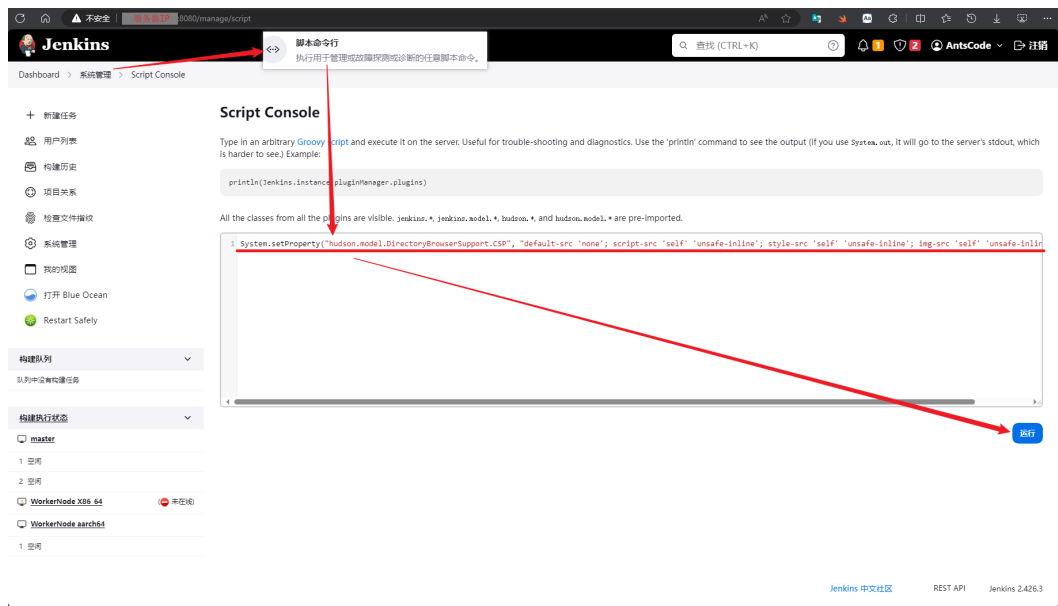 不安全 服务器IP :8080/manage/script
Jenkins
脚本命令行
执行用于管理或故障探测或诊断的任意脚本命令。
查找 (CTRL+K)
1
2
AntsCode
注销
Dashboard > 系统管理 > Script Console
新建任务
用户列表
构建历史
项目关系
检查文件指纹
系统管理
我的视图
打开 Blue Ocean
Restart Safely
构建队列
队列中没有构建任务
构建执行状态
master
1 空闲
2 空闲
WorkerNode X86_64 (未在线)
WorkerNode aarch64
1 空闲
Script Console
Type in an arbitrary Groovy script and execute it on the server. Useful for trouble-shooting and diagnostics. Use the 'println' command to see the output (if you use System.out, it will go to the server's stdout, which
is harder to see.) Example:
println(Jenkins.instance.pluginManager.plugins)
All the classes from all the plugins are visible. jenkins.*, jenkins.model.*, hudson.*, and hudson.model.* are pre-imported.
1 System.setProperty("hudson.model.DirectoryBrowserSupport.CSP", "default-src 'none'; script-src 'self' 'unsafe-inline'; style-src 'self' 'unsafe-inline'; img-src 'self' 'unsafe-inlin
运行
Jenkins 中文社区
REST API
Jenkins 2.426.3